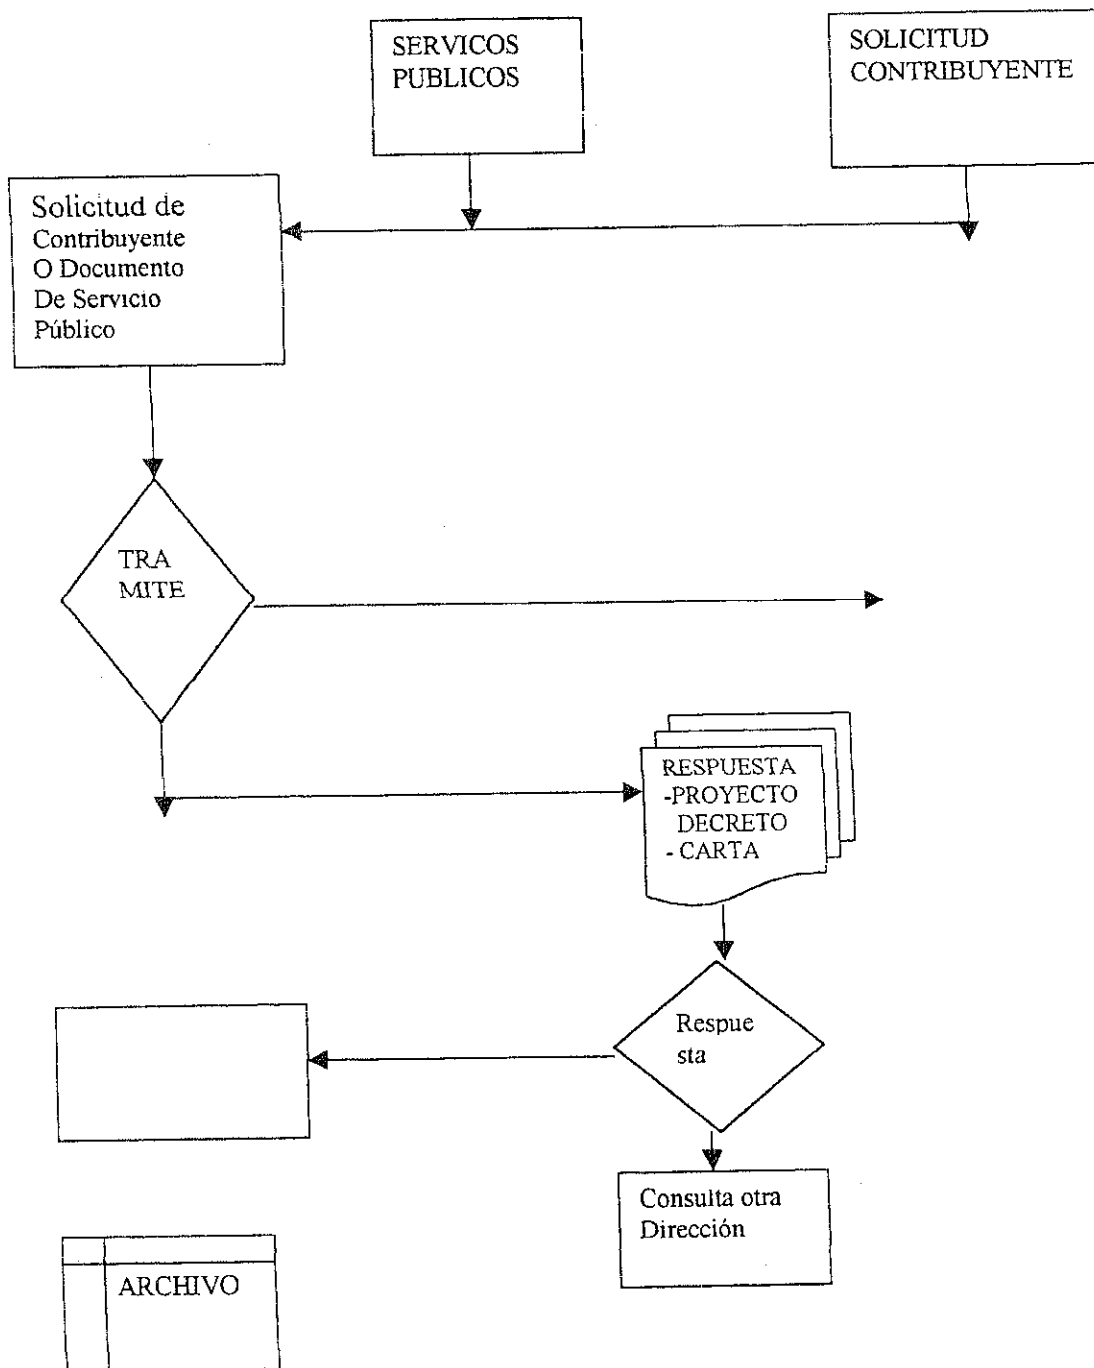 SERVICOS
PUBLICOS
SOLICITUD
CONTRIBUYENTE
Solicitud de
Contribuyente
O Documento
De Servicio
Público
TRA
MITE
RESPUESTA
-PROYECTO
DECRETO
- CARTA
Respue
sta
Consulta otra
Dirección
ARCHIVO